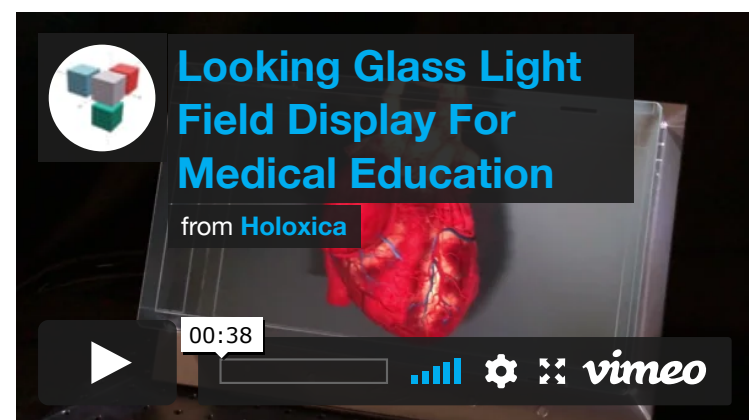 Looking Glass Light
Field Display For
Medical Education
from Holoxica
00:38
vimeo